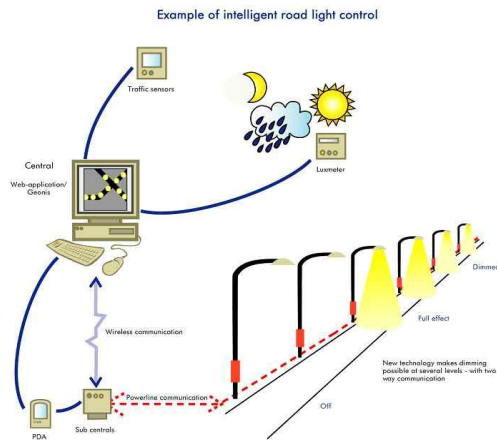 Example of intelligent road light control
Traffic sensors
Luxmeter
Central
Web-application/
Geonis
Dimmed
Full effect
Wireless communication
New technology makes dimming
possible at several levels - with two
way communication
Powerline communication
Off
Sub centrals
PDA